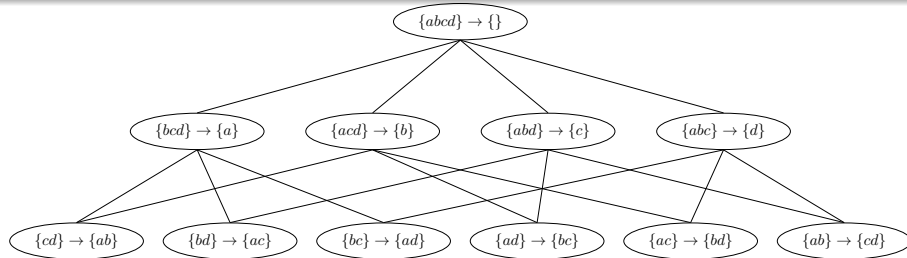 {abcd} → {}
{bcd} → {a} {acd} → {b} {abd} → {c} {abc} → {d}
{cd} → {ab} {bd} → {ac} {bc} → {ad} {ad} → {bc} {ac} → {bd} {ab} → {cd}